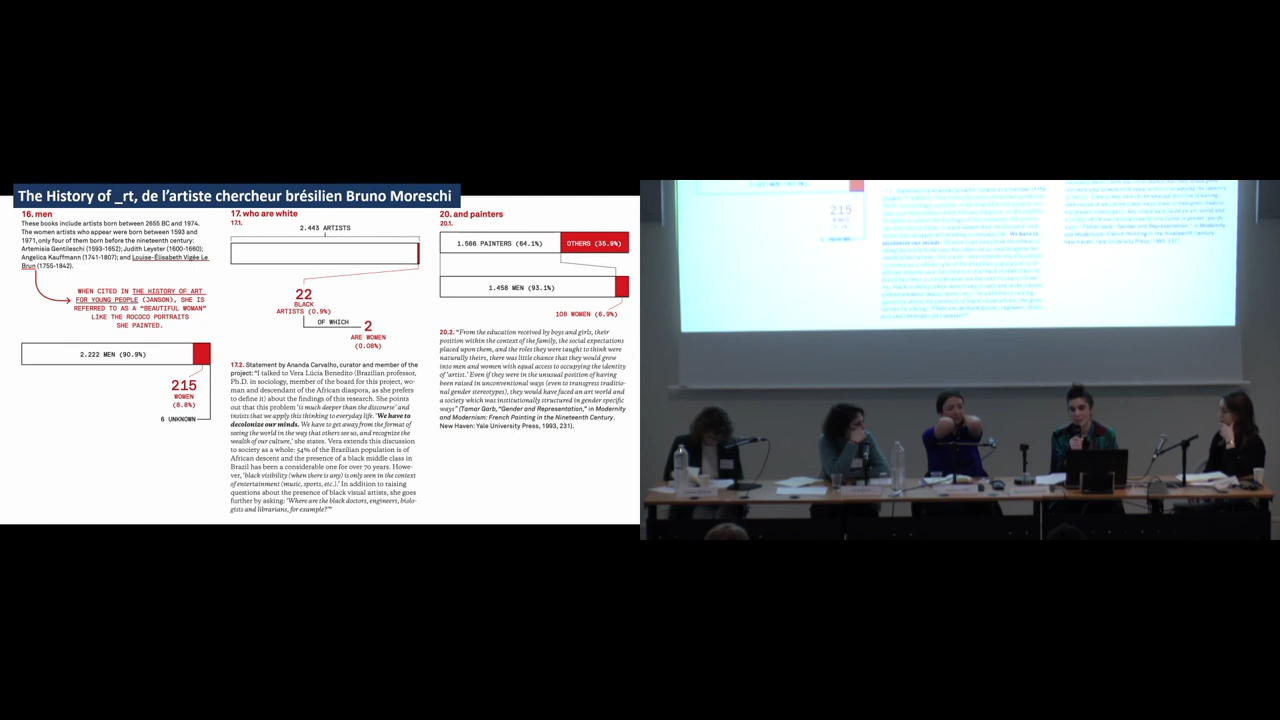 The History of _rt, de l'artiste chercheur brésilien Bruno Moreschi
16. men
These books include artists born between 2655 BC and 1974.
The women artists who appear were born between 1593 and
1971, only four of them born before the nineteenth century:
Artemisia Gentileschi (1593-1652); Judith Leyster (1600-1660);
Angelica Kauffmann (1741-1807); and Louise-Élisabeth Vigée Le
Brun (1755-1842).
WHEN CITED IN THE HISTORY OF ART
FOR YOUNG PEOPLE (JANSON), SHE IS
REFERRED TO AS A "BEAUTIFUL WOMAN"
LIKE THE ROCOCO PORTRAITS
SHE PAINTED.
2.222 MEN (90.9%)
215
WOMEN
(8.8%)
6 UNKNOWN
17. who are white
17.1.
2.443 ARTISTS
22
BLACK
ARTISTS (0.9%)
OF WHICH
2
ARE WOMEN
(0.08%)
17.2. Statement by Ananda Carvalho, curator and member of the
project: "I talked to Vera Lúcia Benedito (Brazilian professor,
Ph.D. in sociology, member of the board for this project, wo-
man and descendant of the African diaspora, as she prefers
to define it) about the findings of this research. She points
out that this problem 'is much deeper than the discourse' and
insists that we apply this thinking to everyday life. 'We have to
decolonize our minds. We have to get away from the format of
seeing the world in the way that others see us, and recognize the
wealth of our culture,' she states. Vera extends this discussion
to society as a whole: 54% of the Brazilian population is of
African descent and the presence of a black middle class in
Brazil has been a considerable one for over 70 years. Howe-
ver, 'black visibility (when there is any) is only seen in the context
of entertainment (music, sports, etc.).' In addition to raising
questions about the presence of black visual artists, she goes
further by asking: 'Where are the black doctors, engineers, biolo-
gists and librarians, for example?'"
20. and painters
20.1.
1.566 PAINTERS (64.1%)
OTHERS (35.9%)
1.458 MEN (93.1%)
108 WOMEN (6.9%)
20.2. "From the education received by boys and girls, their
position within the context of the family, the social expectations
placed upon them, and the roles they were taught to think were
naturally theirs, there was little chance that they would grow
into men and women with equal access to occupying the identity
of 'artist.' Even if they were in the unusual position of having
been raised in unconventional ways (even to transgress traditio-
nal gender stereotypes), they would have faced an art world and
a society which was institutionally structured in gender specific
ways" (Tamar Garb, "Gender and Representation," in Modernity
and Modernism: French Painting in the Nineteenth Century.
New Haven: Yale University Press, 1993, 231).
215